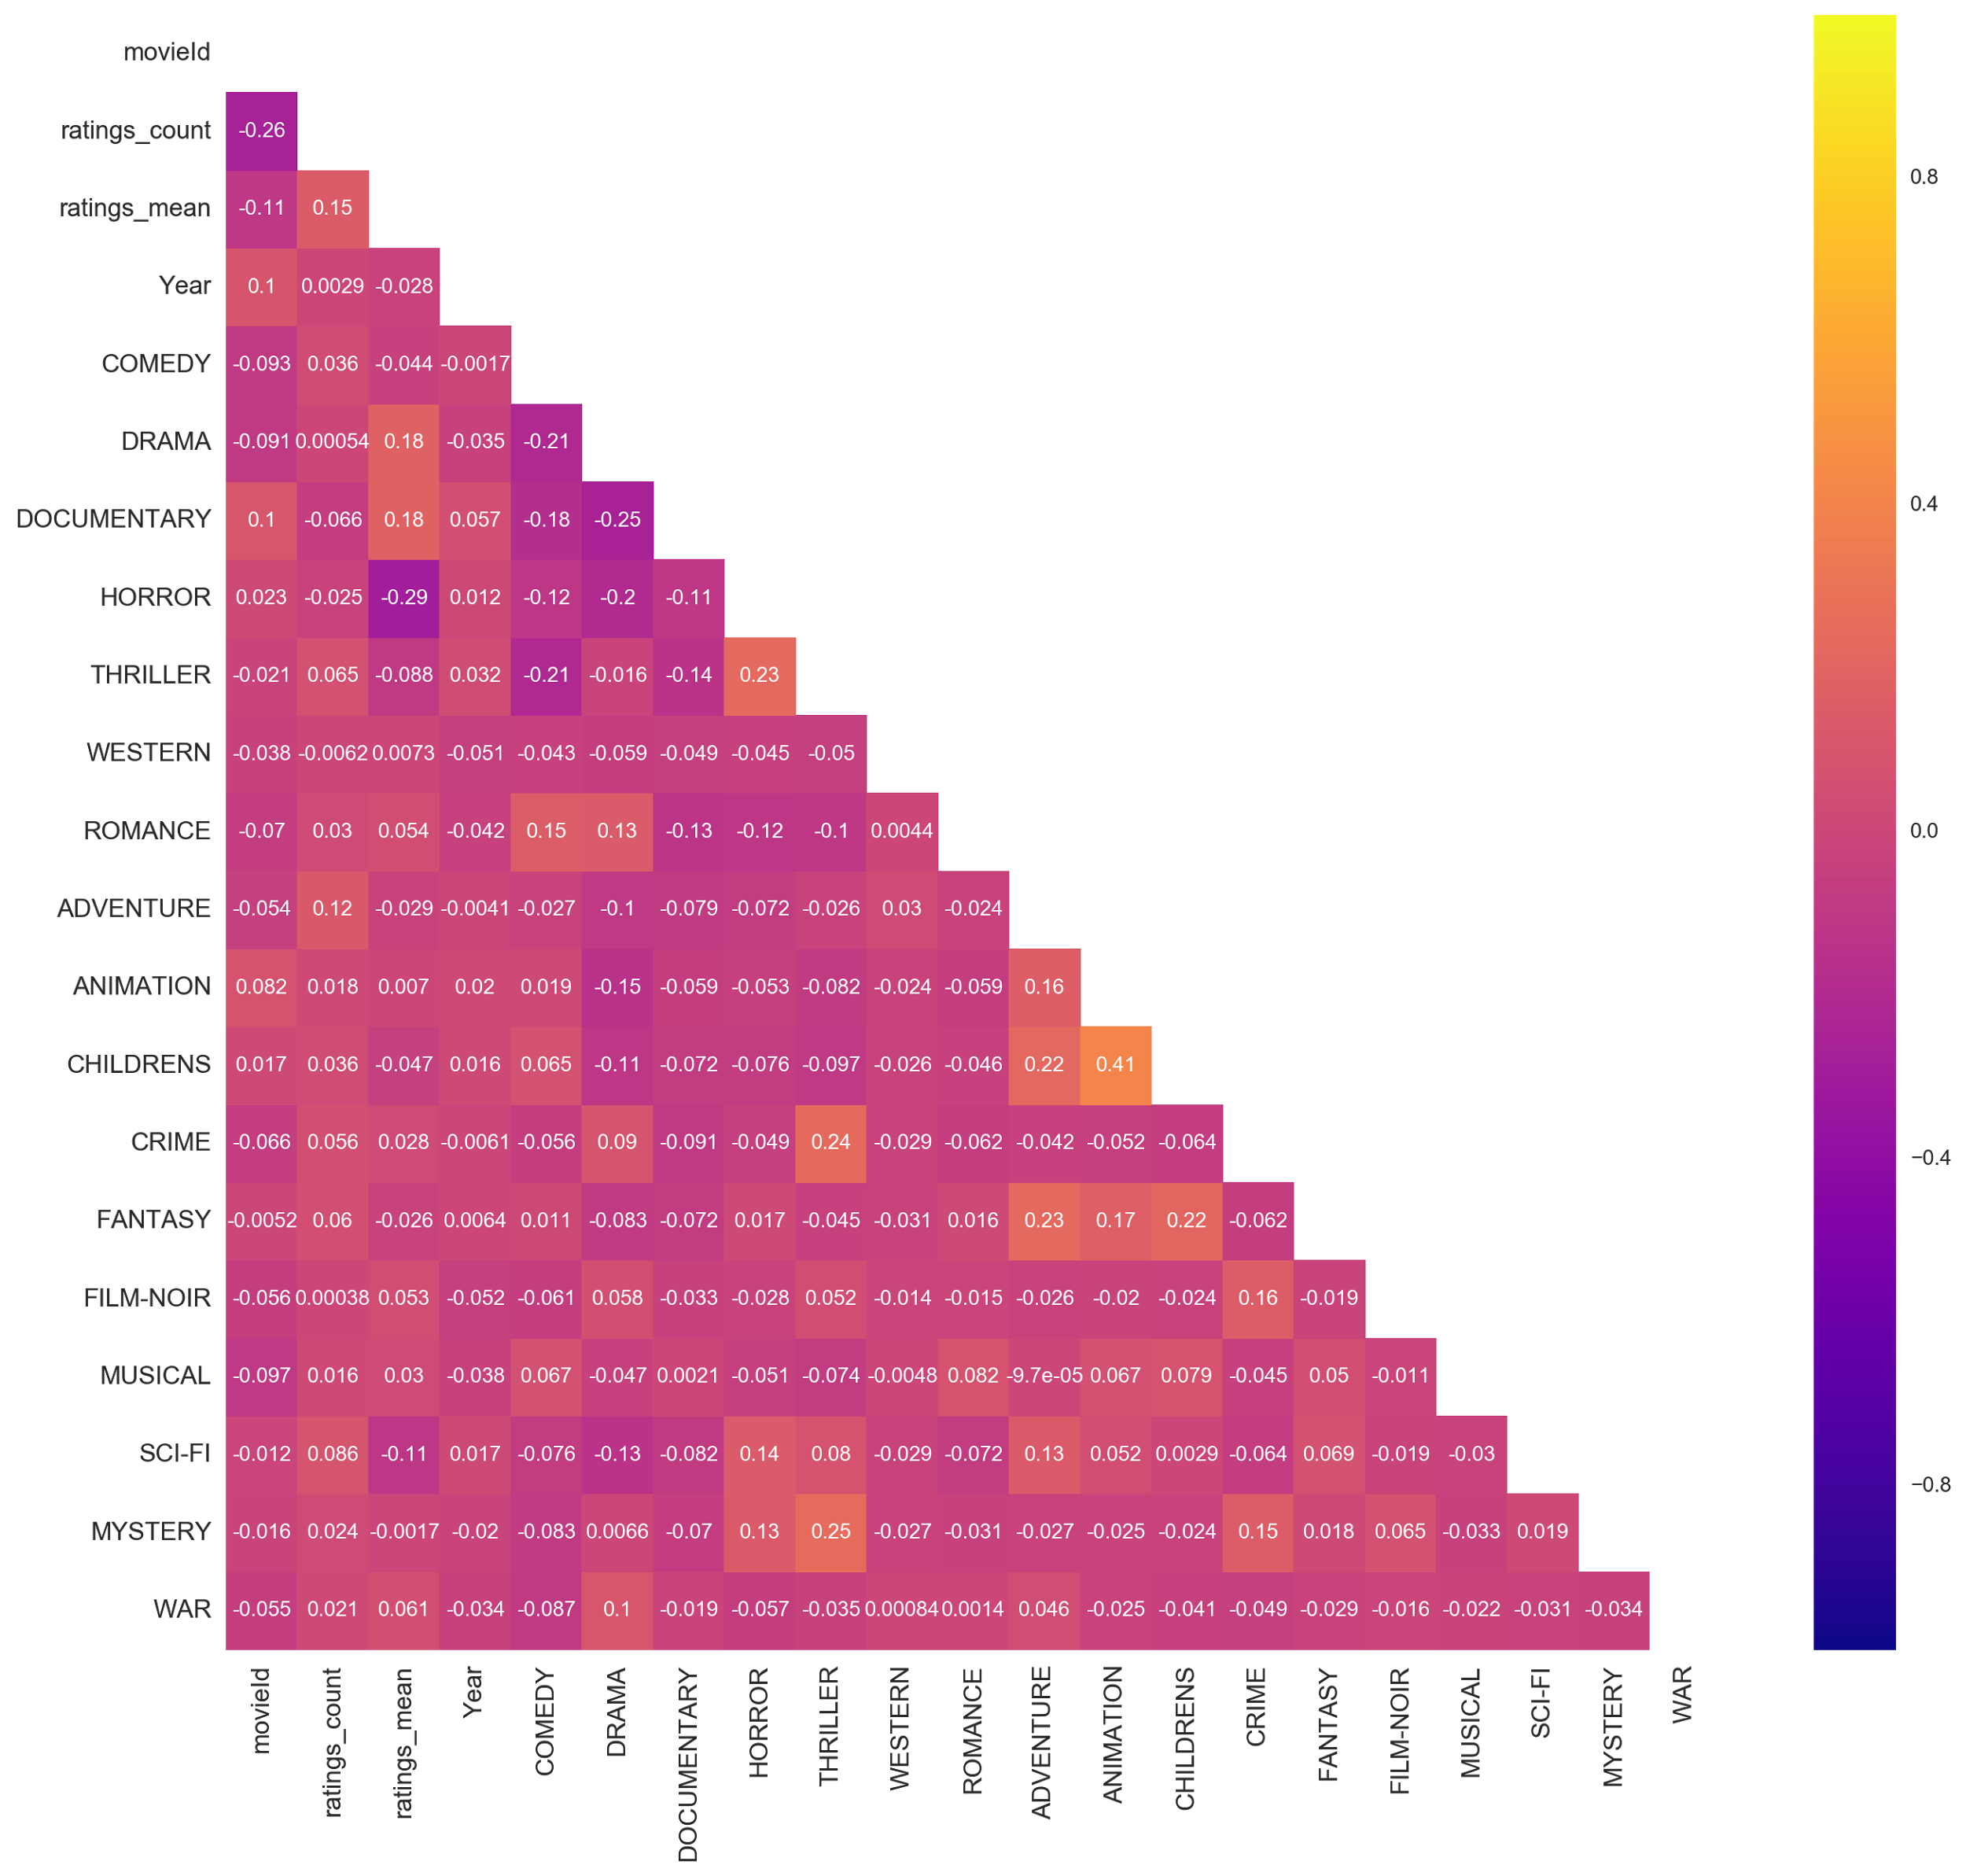 movieId
ratings_count -0.26
ratings_mean -0.11 0.15
Year 0.1 0.0029 -0.028
COMEDY -0.093 0.036 -0.044 -0.0017
DRAMA -0.091 0.00054 0.18 -0.035 -0.21
DOCUMENTARY 0.1 -0.066 0.18 0.057 -0.18 -0.25
HORROR 0.023 -0.025 -0.29 0.012 -0.12 -0.2 -0.11
THRILLER -0.021 0.065 -0.088 0.032 -0.21 -0.016 -0.14 0.23
WESTERN -0.038 -0.0062 0.0073 -0.051 -0.043 -0.059 -0.049 -0.045 -0.05
ROMANCE -0.07 0.03 0.054 -0.042 0.15 0.13 -0.13 -0.12 -0.1 0.0044
ADVENTURE -0.054 0.12 -0.029 -0.0041 -0.027 -0.1 -0.079 -0.072 -0.026 0.03 -0.024
ANIMATION 0.082 0.018 0.007 0.02 0.019 -0.15 -0.059 -0.053 -0.082 -0.024 -0.059 0.16
CHILDRENS 0.017 0.036 -0.047 0.016 0.065 -0.11 -0.072 -0.076 -0.097 -0.026 -0.046 0.22 0.41
CRIME -0.066 0.056 0.028 -0.0061 -0.056 0.09 -0.091 -0.049 0.24 -0.029 -0.062 -0.042 -0.052 -0.064
FANTASY -0.0052 0.06 -0.026 0.0064 0.011 -0.083 -0.072 0.017 -0.045 -0.031 0.016 0.23 0.17 0.22 -0.062
FILM-NOIR -0.056 0.00038 0.053 -0.052 -0.061 0.058 -0.033 -0.028 0.052 -0.014 -0.015 -0.026 -0.02 -0.024 0.16 -0.019
MUSICAL -0.097 0.016 0.03 -0.038 0.067 -0.047 0.0021 -0.051 -0.074 -0.0048 0.082 -9.7e-05 0.067 0.079 -0.045 0.05 -0.011
SCI-FI -0.012 0.086 -0.11 0.017 -0.076 -0.13 -0.082 0.14 0.08 -0.029 -0.072 0.13 0.052 0.0029 -0.064 0.069 -0.019 -0.03
MYSTERY -0.016 0.024 -0.0017 -0.02 -0.083 0.0066 -0.07 0.13 0.25 -0.027 -0.031 -0.027 -0.025 -0.024 0.15 0.018 0.065 -0.033 0.019
WAR -0.055 0.021 0.061 -0.034 -0.087 0.1 -0.019 -0.057 -0.035 0.00084 0.0014 0.046 -0.025 -0.041 -0.049 -0.029 -0.016 -0.022 -0.031 -0.034
movieId
ratings_count
ratings_mean
Year
COMEDY
DRAMA
DOCUMENTARY
HORROR
THRILLER
WESTERN
ROMANCE
ADVENTURE
ANIMATION
CHILDRENS
CRIME
FANTASY
FILM-NOIR
MUSICAL
SCI-FI
MYSTERY
WAR
0.8
0.4
0.0
−0.4
−0.8